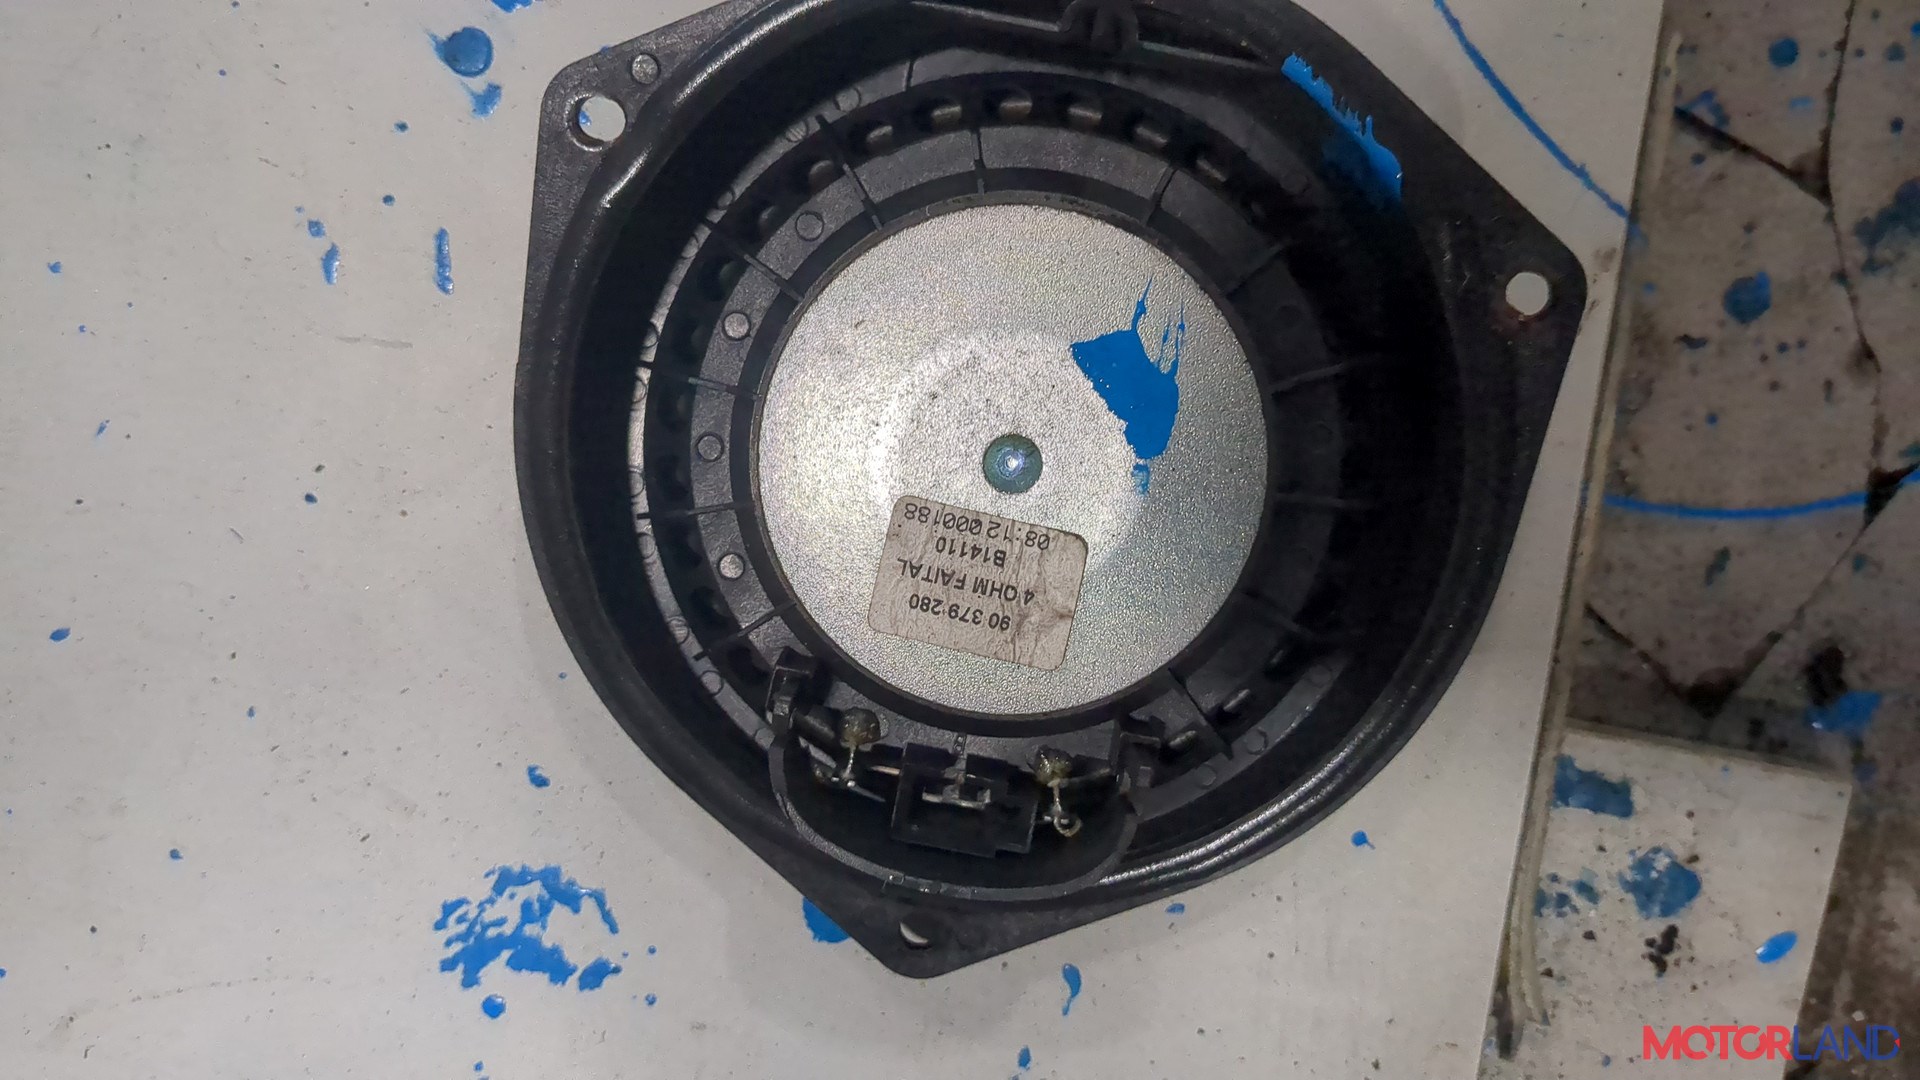 90 379 280
4 OHM FAITAL
B14110
08:12 000188
MOTORLAND